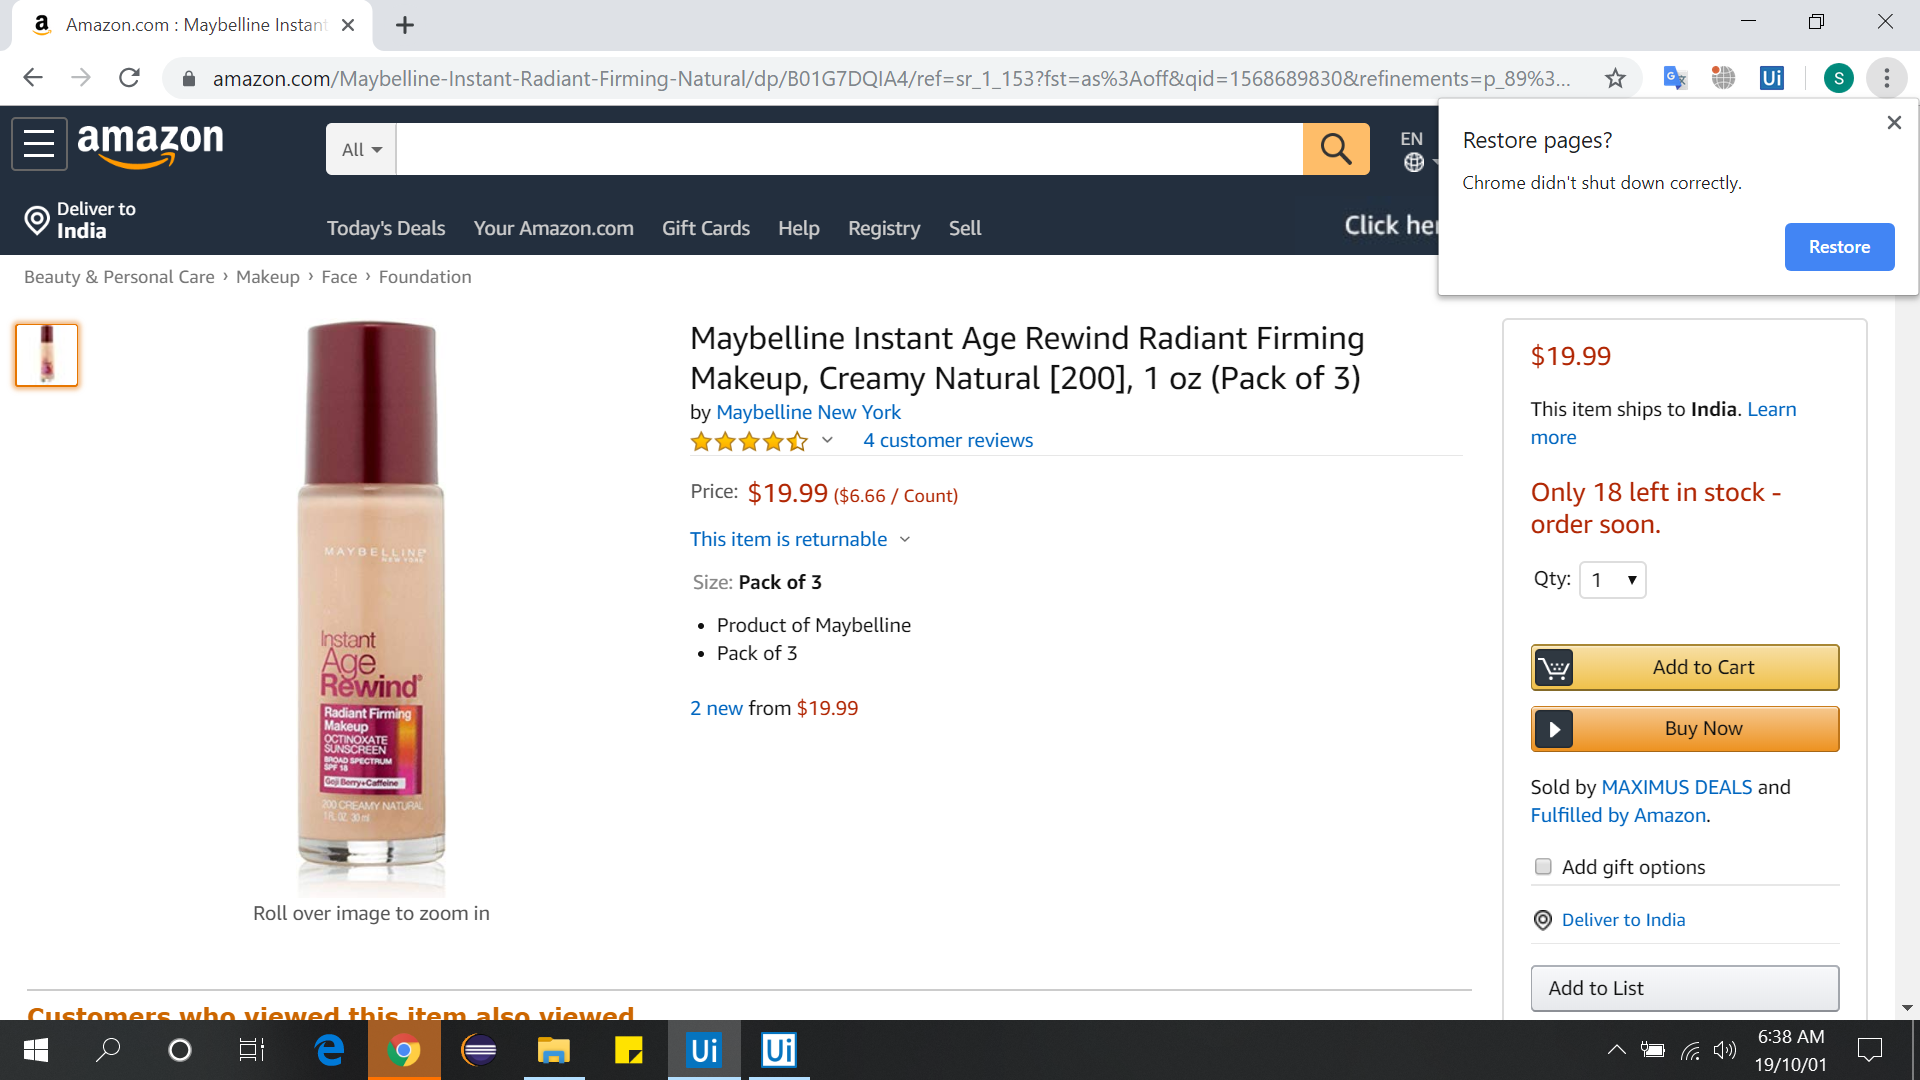 Amazon.com : Maybelline Instant
amazon.com/Maybelline-Instant-Radiant-Firming-Natural/dp/B01G7DQIA4/ref=sr_1_153?fst=as%3Aoff&qid=1568689830&refinements=p_89%3...
S
Restore pages?
Chrome didn't shut down correctly.
Restore
amazon
All
EN
Deliver to
India
Today's Deals
Your Amazon.com
Gift Cards
Help
Registry
Sell
Click her
Beauty & Personal Care › Makeup › Face › Foundation
MAYBELLINE
NEW YORK
Instant
Age
Rewind
Radiant Firming
Makeup
OCTINOXATE
SUNSCREEN
BROAD SPECTRUM
SPF 18
Goji Berry+Caffeine
200 CREAMY NATURAL
1 FL. OZ. 30 ml
Roll over image to zoom in
Maybelline Instant Age Rewind Radiant Firming
Makeup, Creamy Natural [200], 1 oz (Pack of 3)
by Maybelline New York
4 customer reviews
Price: $19.99 ($6.66 / Count)
This item is returnable
Size: Pack of 3
• Product of Maybelline
• Pack of 3
2 new from $19.99
$19.99
This item ships to India. Learn
more
Only 18 left in stock -
order soon.
Qty: 1
Add to Cart
Buy Now
Sold by MAXIMUS DEALS and
Fulfilled by Amazon.
Add gift options
Deliver to India
Add to List
Customers who viewed this item also viewed
Ui
Ui
Ui
6:38 AM
19/10/01